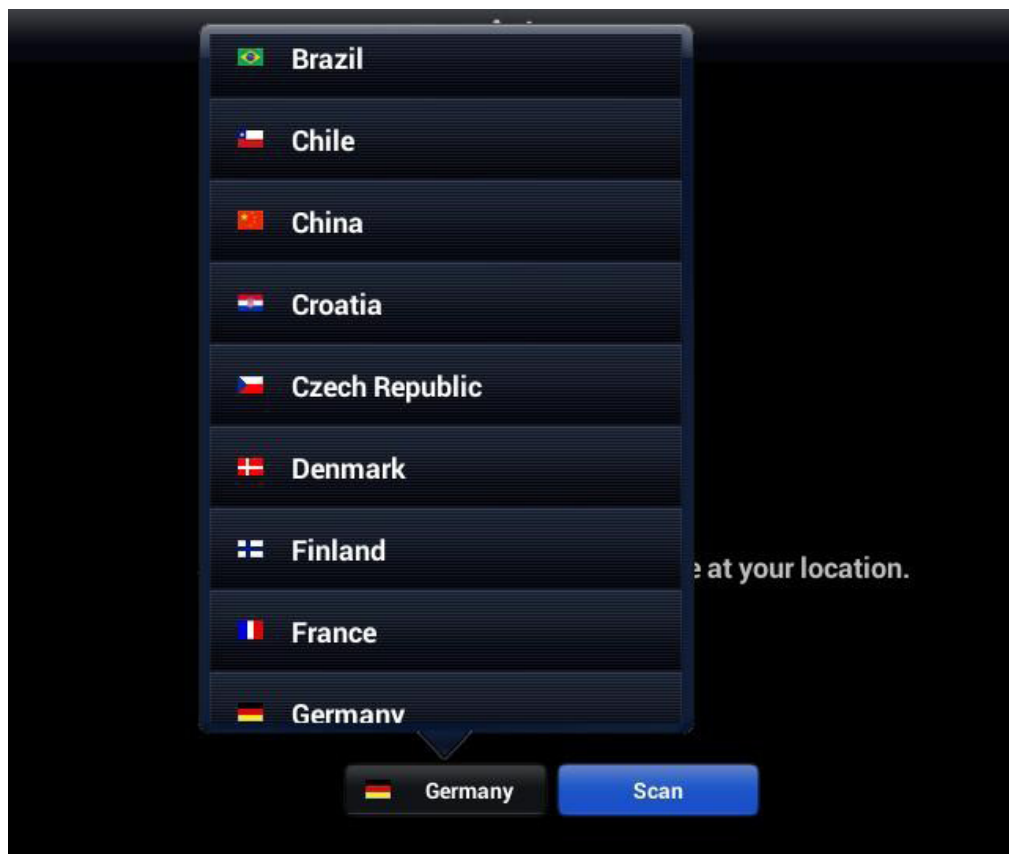 Brazil
Chile
China
Croatia
Czech Republic
Denmark
Finland
at your location.
France
Germany
Germany
Scan